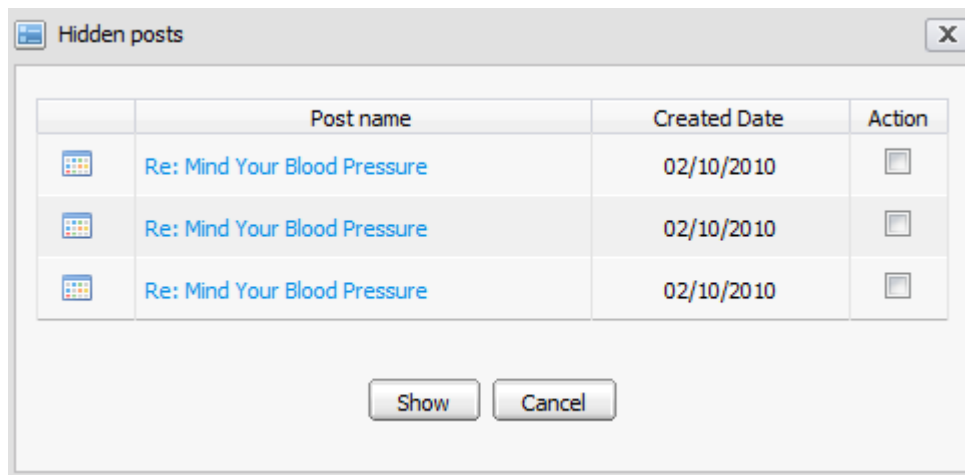 Hidden posts
X
Post name Created Date Action
Re: Mind Your Blood Pressure 02/10/2010
Re: Mind Your Blood Pressure 02/10/2010
Re: Mind Your Blood Pressure 02/10/2010
Show Cancel